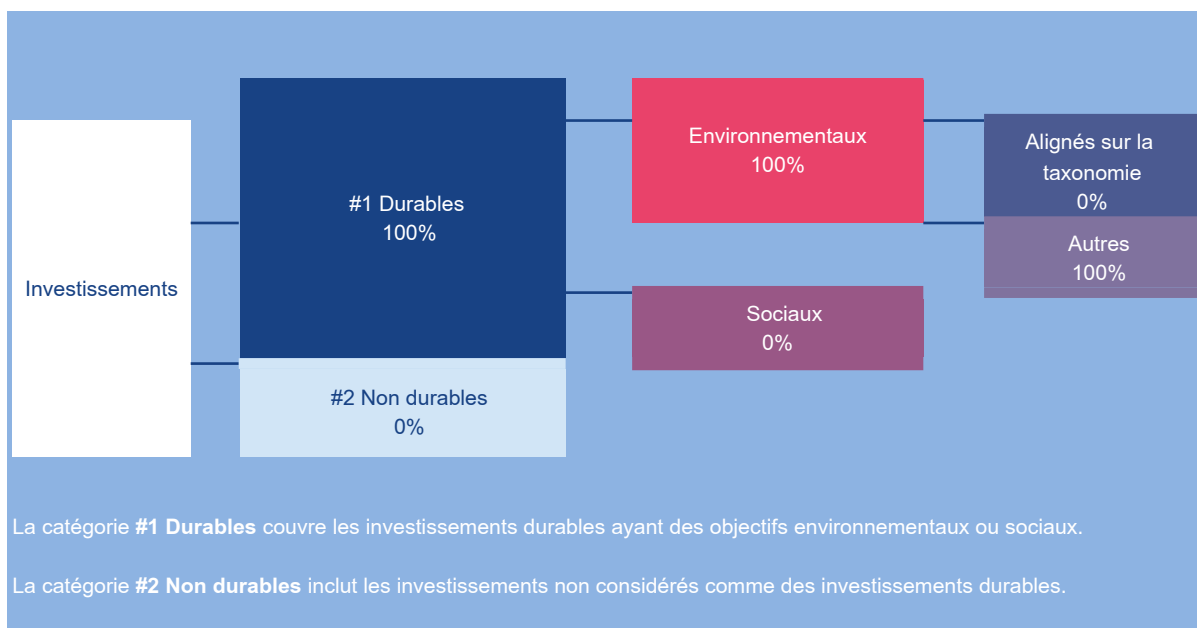 Investissements
#1 Durables
100%
#2 Non durables
0%
Environnementaux
100%
Sociaux
0%
Alignés sur la
taxonomie
0%
Autres
100%
La catégorie #1 Durables couvre les investissements durables ayant des objectifs environnementaux ou sociaux.
La catégorie #2 Non durables inclut les investissements non considérés comme des investissements durables.